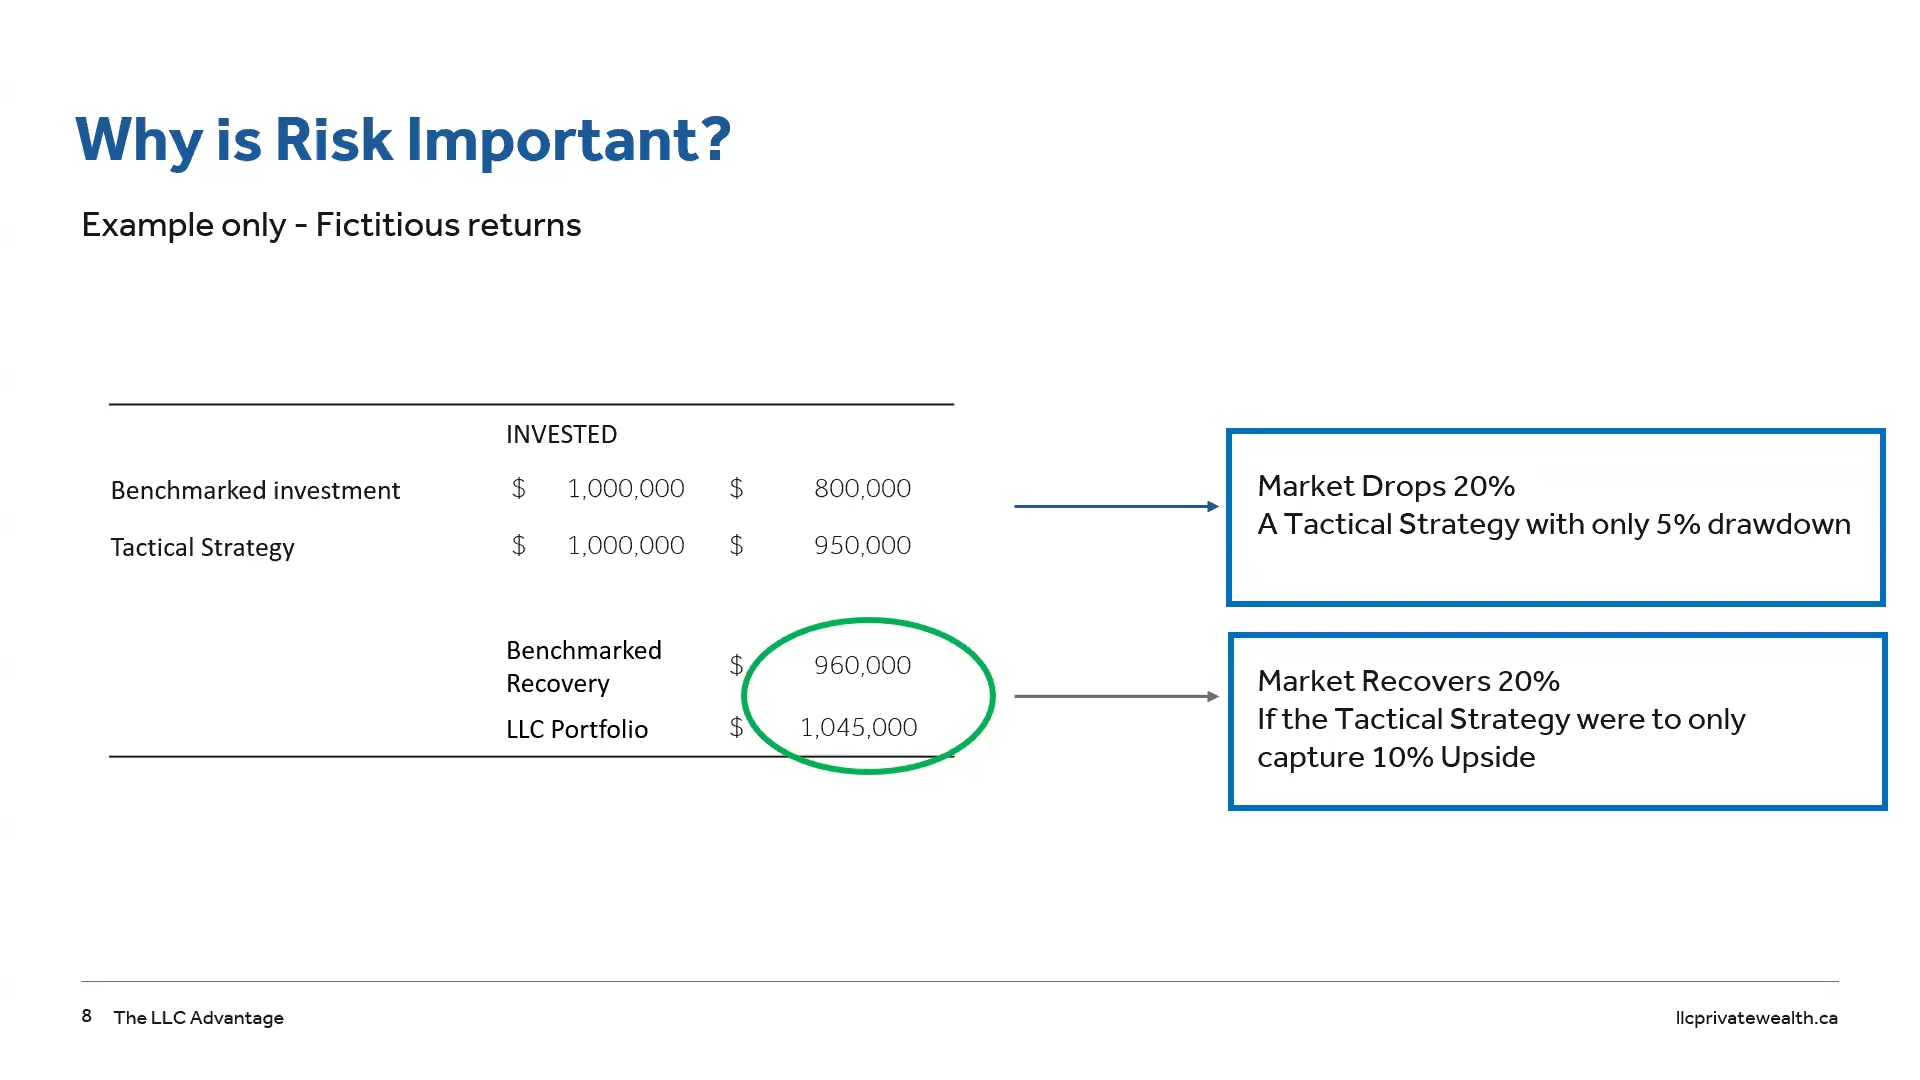 Why is Risk Important?
Example only - Fictitious returns
INVESTED
Benchmarked investment $ 1,000,000 $ 800,000
Tactical Strategy $ 1,000,000 $ 950,000
Benchmarked
Recovery
$ 960,000
LLC Portfolio $ 1,045,000
Market Drops 20%
A Tactical Strategy with only 5% drawdown
Market Recovers 20%
If the Tactical Strategy were to only
capture 10% Upside
8 The LLC Advantage
llcprivatewealth.ca